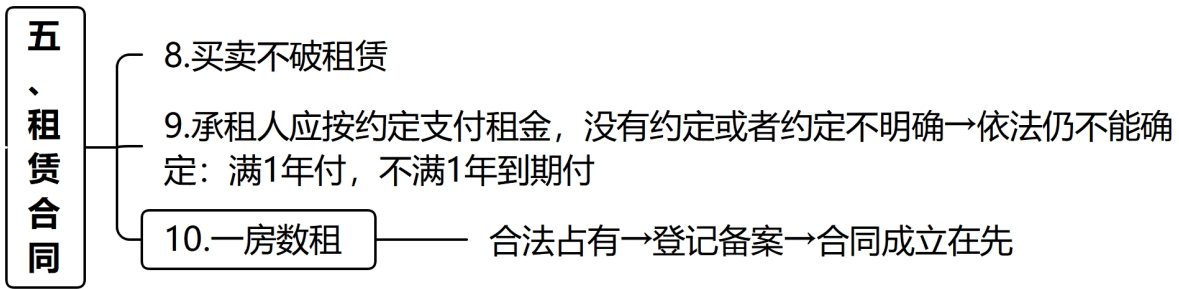 五、租赁合同
8.买卖不破租赁
9.承租人应按约定支付租金，没有约定或者约定不明确→依法仍不能确
定：满1年付，不满1年到期付
10.一房数租
合法占有→登记备案→合同成立在先